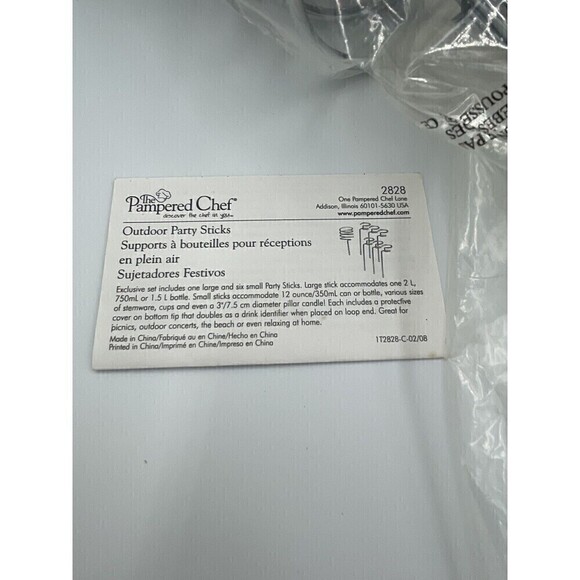 The
Pampered Chef™
discover the chef in you...
2828
One Pampered Chef Lane
Addison, Illinois 60101-5630 USA
www.pamperedchef.com
Outdoor Party Sticks
Supports à bouteilles pour réceptions
en plein air
Sujetadores Festivos
Exclusive set includes one large and six small Party Sticks. Large stick accommodates one 2 L,
750mL or 1.5 L bottle. Small sticks accommodate 12 ounce/350mL can or bottle, various sizes
of stemware, cups and even a 3"/7.5 cm diameter pillar candle! Each includes a protective
cover on bottom tip that doubles as a drink identifier when placed on loop end. Great for
picnics, outdoor concerts, the beach or even relaxing at home.
Made in China/Fabriqué au en Chine/Hecho en China
Printed in China/Imprimé en Chine/Impreso en China
1T2828-C-02/08